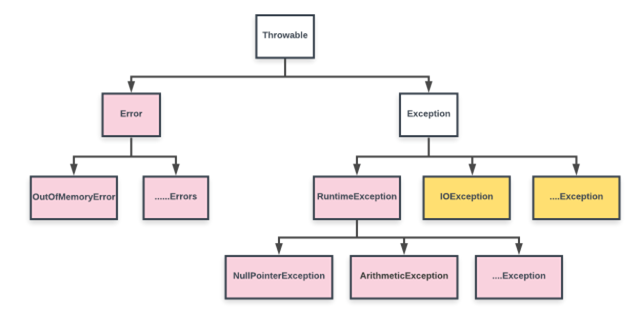 Throwable
Error
Exception
OutOfMemoryError
......Errors
RuntimeException
IOException
....Exception
NullPointerException
ArithmeticException
....Exception